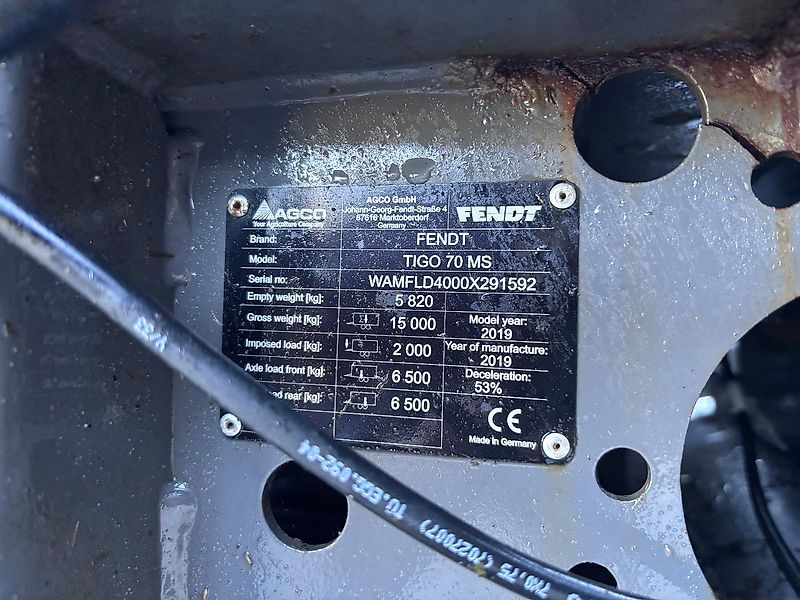 AGCO
Your Agriculture Company
AGCO GmbH
Johann-Georg-Fendt-Straße 4
87616 Marktoberdorf
Germany
FENDT
Brand: FENDT
Model: TIGO 70 MS
Serial no: WAMFLD4000X291592
Empty weight [kg]: 5 820
Gross weight [kg]: 15 000
Imposed load [kg]: 2 000
Axle load front [kg] 6 500
rear [kg] 6 500
Model year:
2019
Year of manufacture:
2019
Deceleration:
53%
CE
Made in Germany